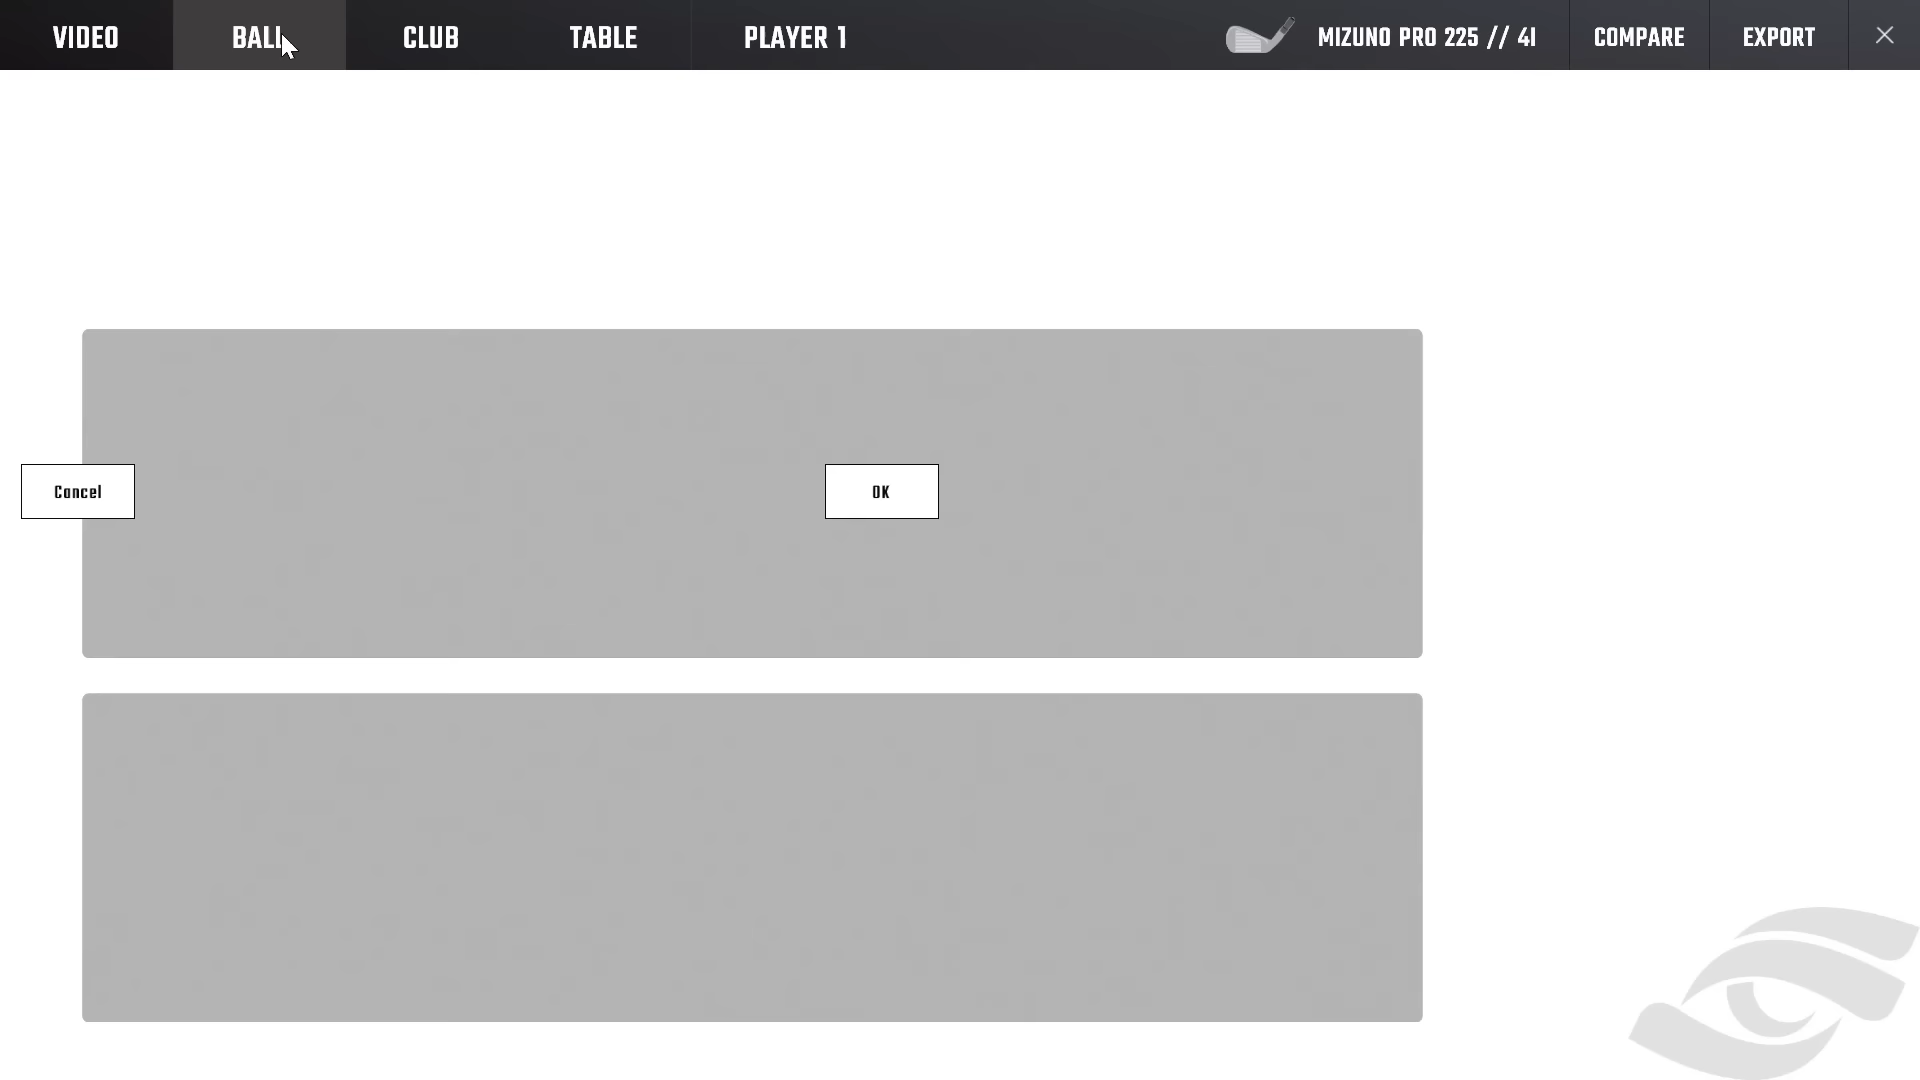 VIDEO
BALL
CLUB
TABLE
PLAYER 1
MIZUNO PRO 225 // 4I
COMPARE
EXPORT
Cancel
OK